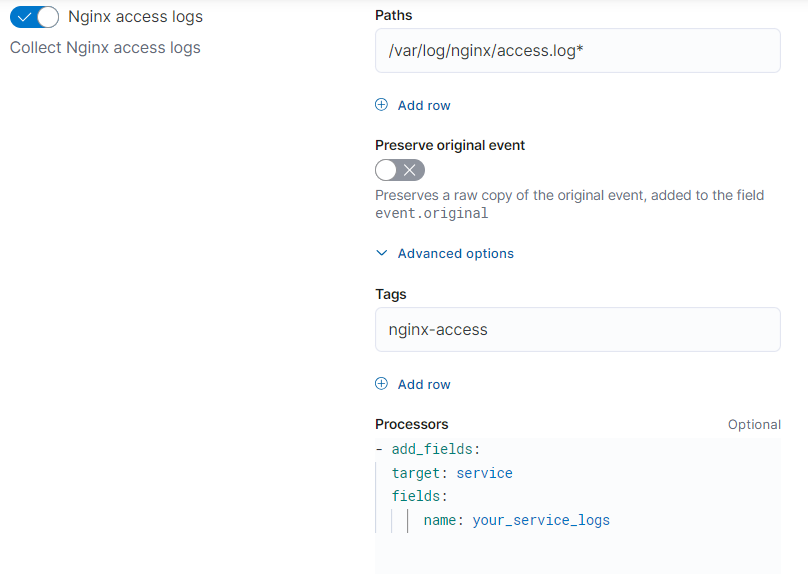 Nginx access logs
Collect Nginx access logs
Paths
/var/log/nginx/access.log*
Add row
Preserve original event
Preserves a raw copy of the original event, added to the field
event.original
Advanced options
Tags
nginx-access
Add row
Processors Optional
- add_fields:
target: service
fields:
name: your_service_logs